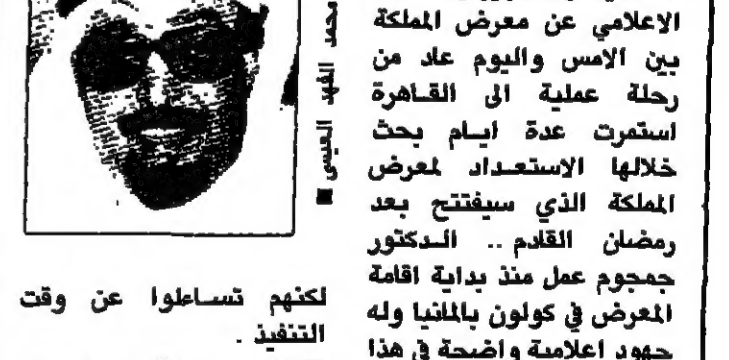 الاعلامي عن معرض المملكة
بين الامس واليوم عاد من
رحلة عملية الى القاهرة
استمرت عدة ايام بحث
خلالها الاستعداد لمعرض
المملكة الذي سيفتتح بعد
رمضان القادم .. الدكتور
جمجوم عمل منذ بداية اقامة
المعرض في كولون بالمانيا وله
جهود اعلامية واضحة في هذا
■ محمد الفهد العيسى
لكنهم تساءلوا عن وقت
التنفيذ .